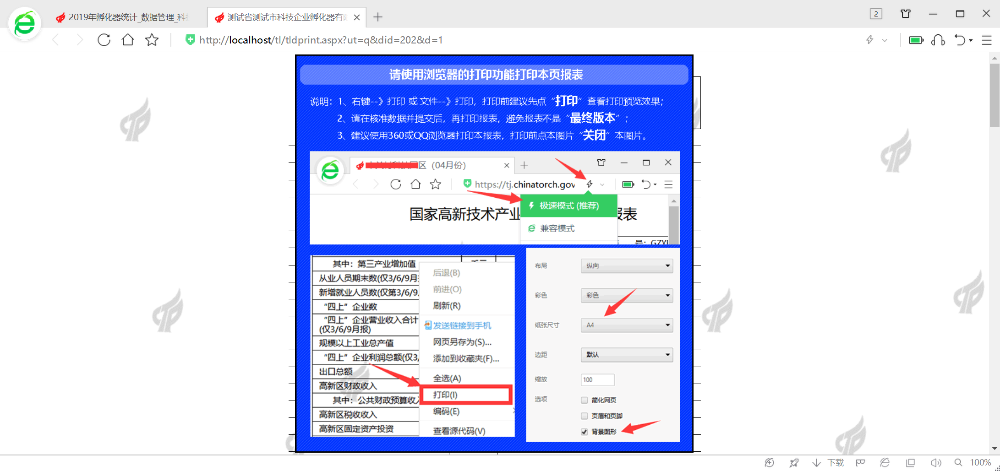 2019年孵化器统计_数据管理_科
测试省测试市科技企业孵化器有
2
http://localhost/tl/tldprint.aspx?ut=q&did=202&d=1
请使用浏览器的打印功能打印本页报表
说明：1、右键--》打印 或 文件--》打印，打印前建议先点“打印”查看打印预览效果；
2、请在核准数据并提交后，再打印报表，避免报表不是“最终版本”；
3、建议使用360或QQ浏览器打印本报表，打印前点本图片“关闭”本图片。
区（04月份）
https://tj.chinatorch.gov
极速模式 (推荐)
兼容模式
国家高新技术产业
报表
号：GZY
其中：第三产业增加值
从业人员期末数(仅3/6/9月
新增就业人员数(仅第3/6/9
“四上”企业数
“四上”企业营业收入合计
(仅3/6/9月报)
规模以上工业总产值
“四上”企业利润总额(仅3/
出口总额
高新区财政收入
其中：公共财政预算收入
高新区税收收入
高新区固定资产投资
后退(B)
前进(O)
刷新(R)
发送链接到手机
网页另存为(S)...
添加到收藏夹(F)...
全选(A)
打印(I)
编码(E)
查看源代码(V)
布局 纵向
彩色 彩色
纸张尺寸 A4
边距 默认
缩放 100
选项 简化网页
页眉和页脚
背景图形
下载
100%